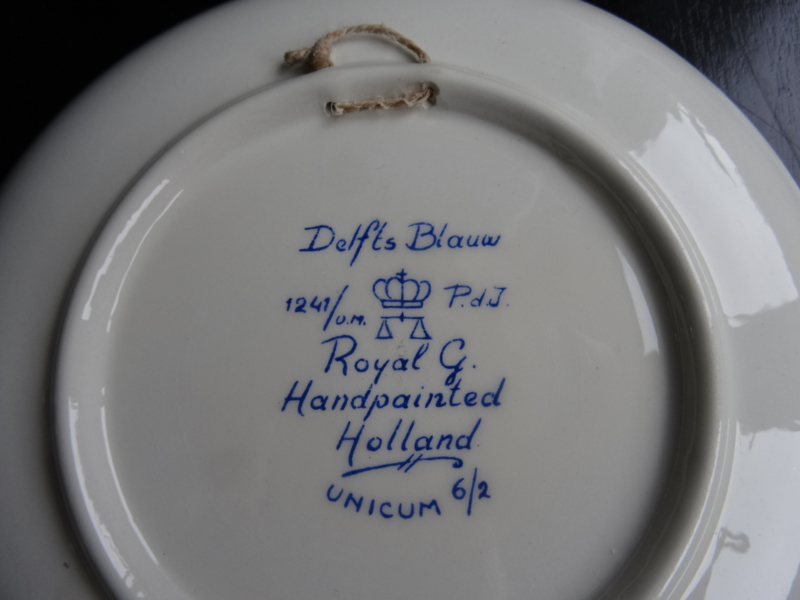 Delfts Blauw
1241/U.M. P.d.J.
Royal G.
Handpainted
Holland
UNICUM 6/2